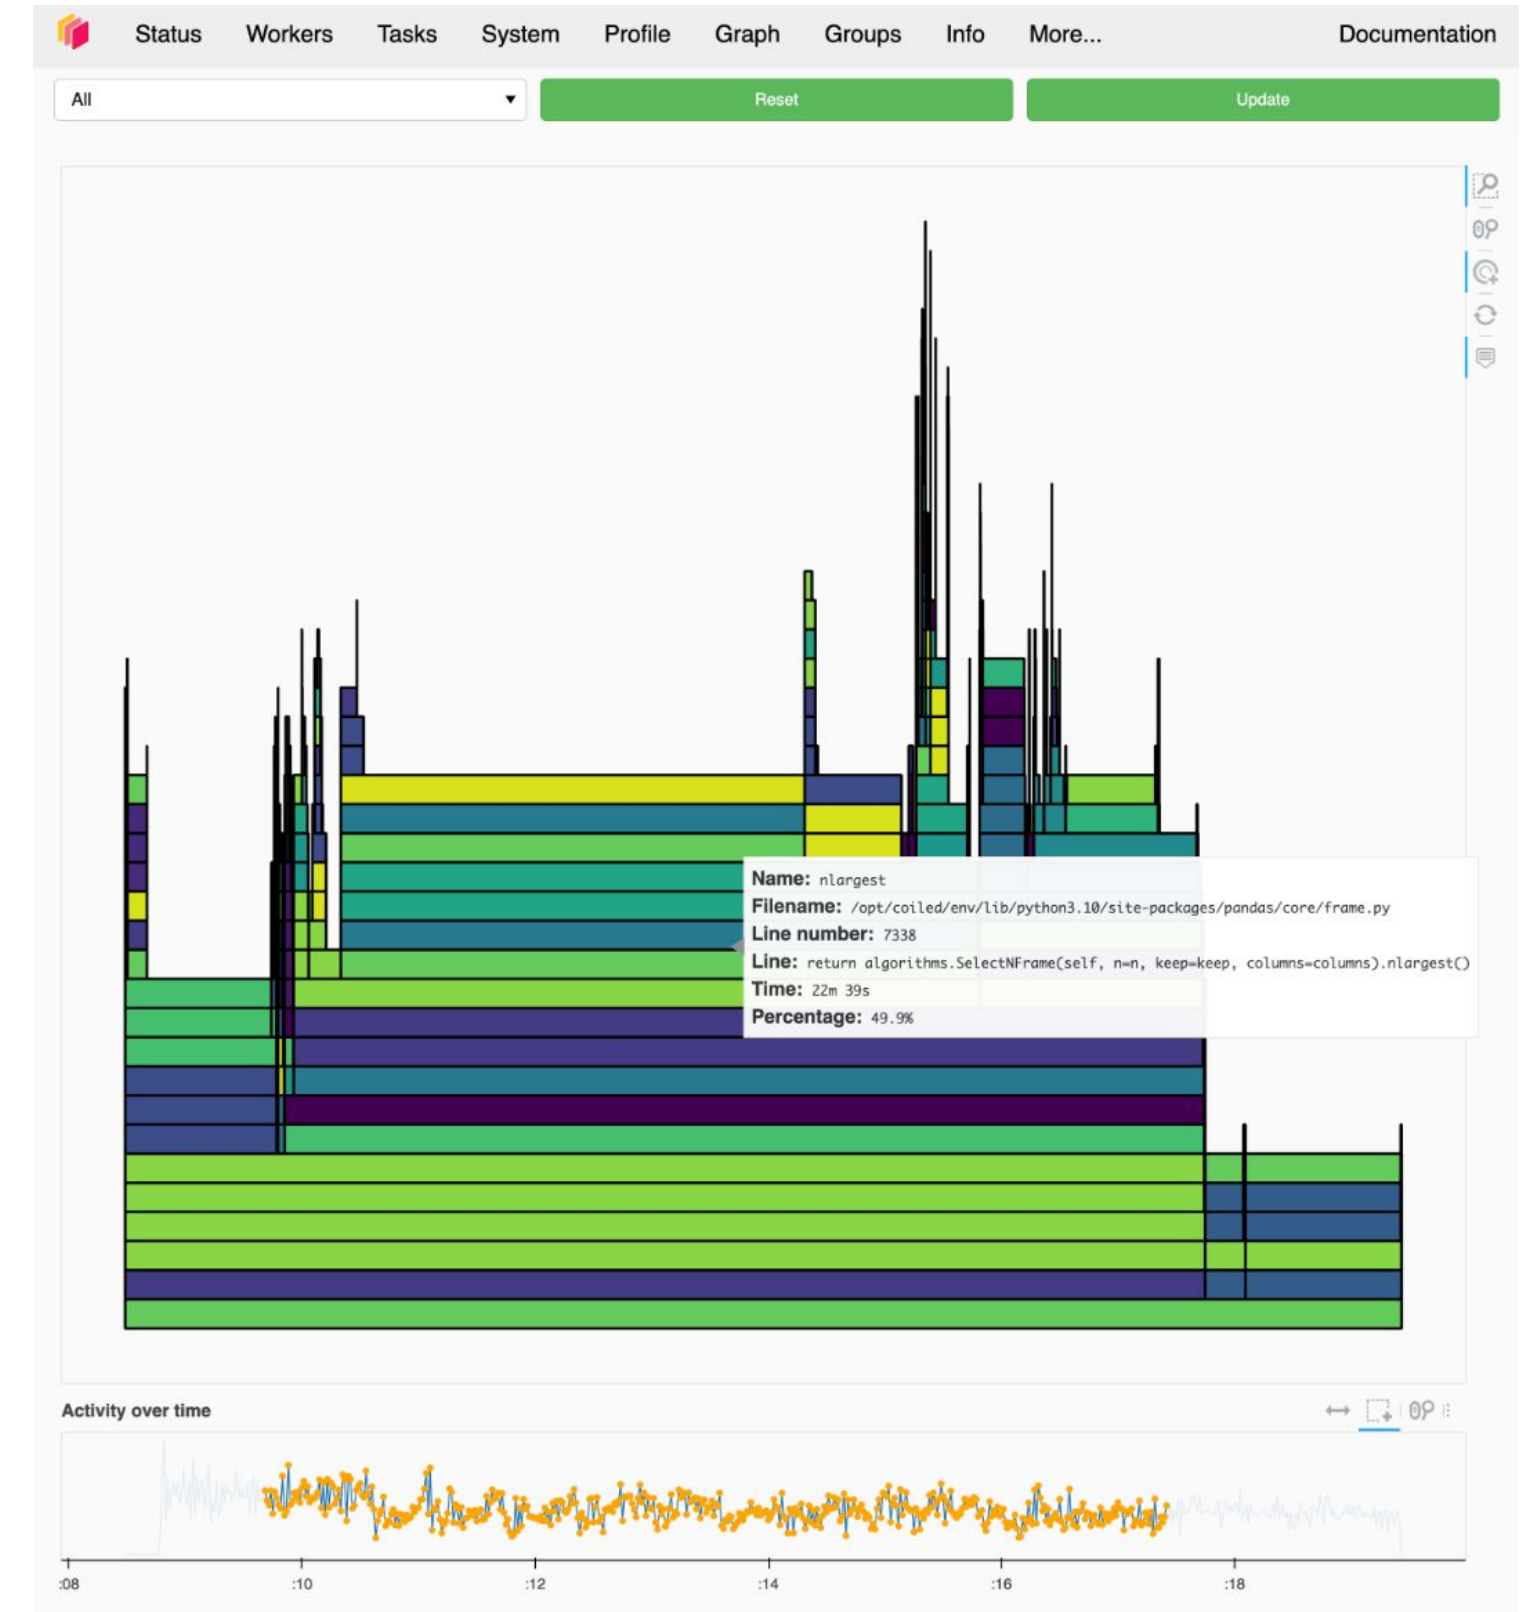 Status Workers Tasks System Profile Graph Groups Info More... Documentation
All Reset Update
Name: nlargest
Filename: /opt/coiled/env/lib/python3.10/site-packages/pandas/core/frame.py
Line number: 7338
Line: return algorithms.SelectNFrame(self, n=n, keep=keep, columns=columns).nlargest()
Time: 22m 39s
Percentage: 49.9%
Activity over time
:08 :10 :12 :14 :16 :18